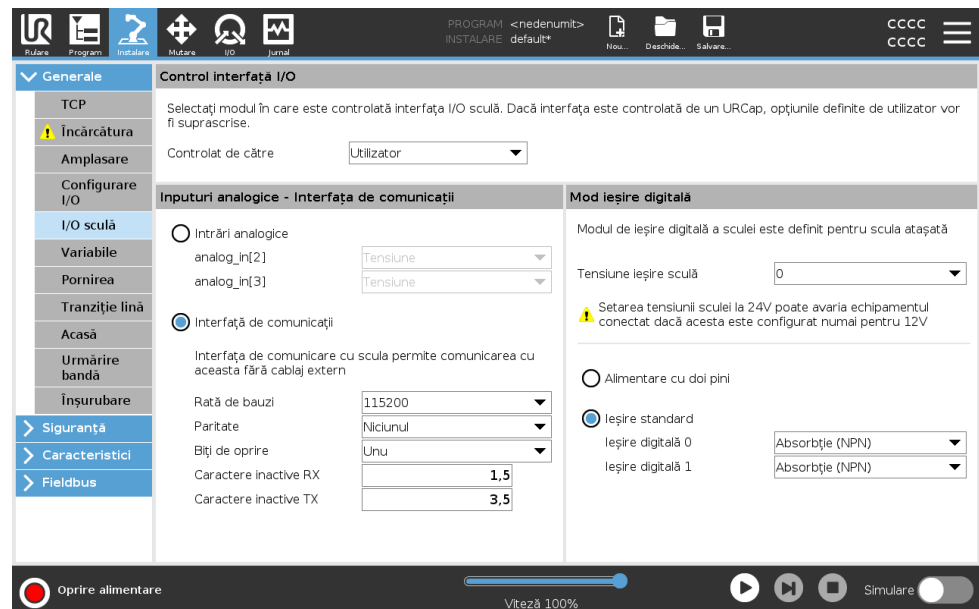 PROGRAM <nedenumit>
INSTALARE default*
Rulare Program Instalare Mutare I/O Jurnal Nou... Deschide... Salvare...
CCCC
CCCC
Generale
TCP
Încărcătura
Amplasare
Configurare
I/O
I/O sculă
Variabile
Pornirea
Tranziție lină
Acasă
Urmărire
bandă
Înșurubare
Siguranță
Caracteristici
Fieldbus
Control interfață I/O
Selectați modul în care este controlată interfața I/O sculă. Dacă interfața este controlată de un URCap, opțiunile definite de utilizator vor
fi suprascrise.
Controlat de către Utilizator
Inputuri analogice - Interfața de comunicații
Intrări analogice
analog_in[2] Tensiune
analog_in[3] Tensiune
Interfață de comunicații
Interfața de comunicare cu scula permite comunicarea cu
aceasta fără cablaj extern
Rată de bauzi 115200
Paritate Niciunul
Biți de oprire Unu
Caractere inactive RX 1,5
Caractere inactive TX 3,5
Mod ieșire digitală
Modul de ieșire digitală a sculei este definit pentru scula atașată
Tensiune ieșire sculă 0
Setarea tensiunii sculei la 24V poate avaria echipamentul
conectat dacă acesta este configurat numai pentru 12V
Alimentare cu doi pini
Ieșire standard
Ieșire digitală 0 Absorbție (NPN)
Ieșire digitală 1 Absorbție (NPN)
Oprire alimentare
Viteză 100%
Simulare